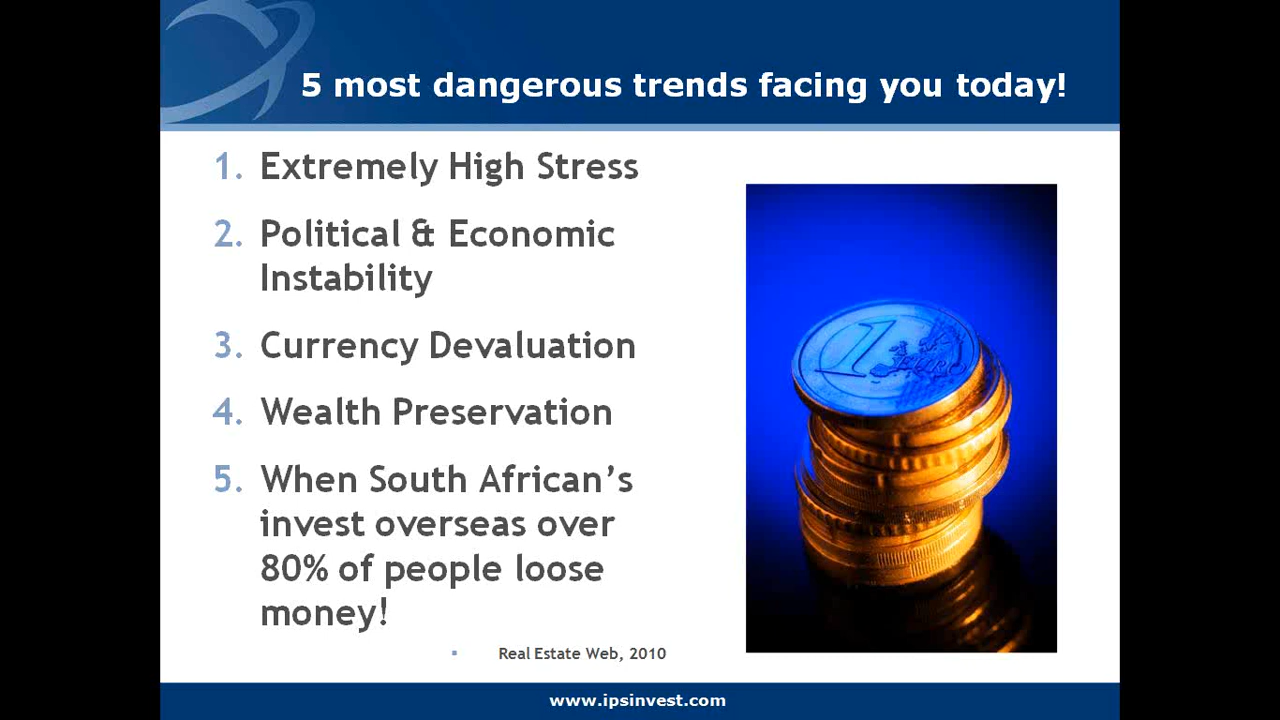 5 most dangerous trends facing you today!
1. Extremely High Stress
2. Political & Economic
Instability
3. Currency Devaluation
4. Wealth Preservation
5. When South African’s
invest overseas over
80% of people loose
money!
▪ Real Estate Web, 2010
1 EURO
www.ipsinvest.com